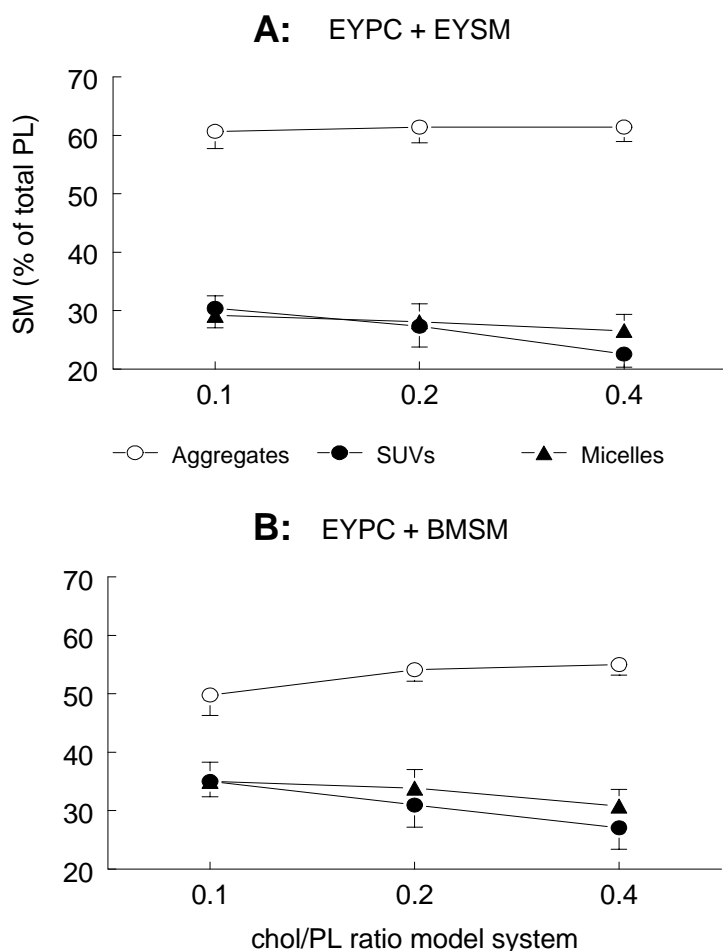 A: EYPC + EYSM
70
60
50
40
30
20
SM (% of total PL)
0.1 0.2 0.4
Aggregates SUVs Micelles
B: EYPC + BMSM
70
60
50
40
30
20
0.1 0.2 0.4
chol/PL ratio model system